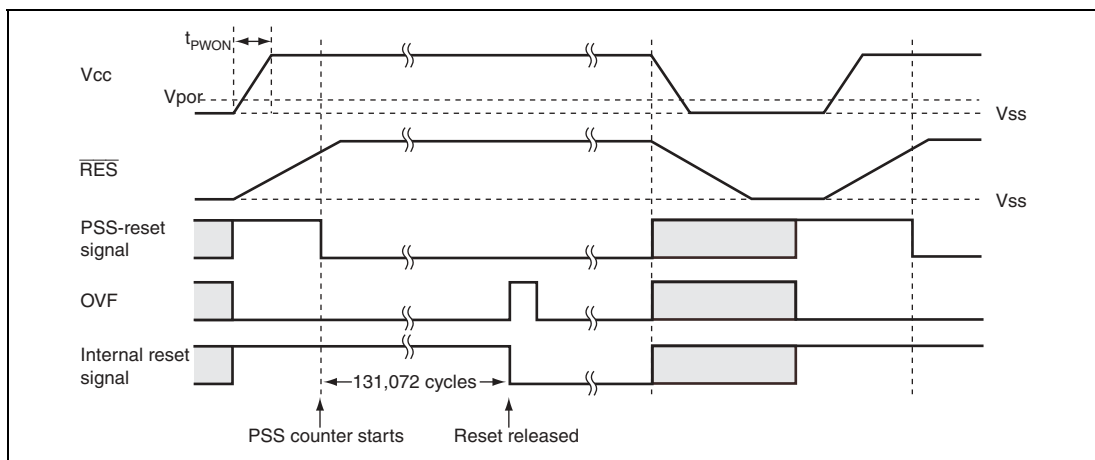 tPWON
Vcc
Vpor
Vss
RES
Vss
PSS-reset
signal
OVF
Internal reset
signal
131,072 cycles
PSS counter starts
Reset released